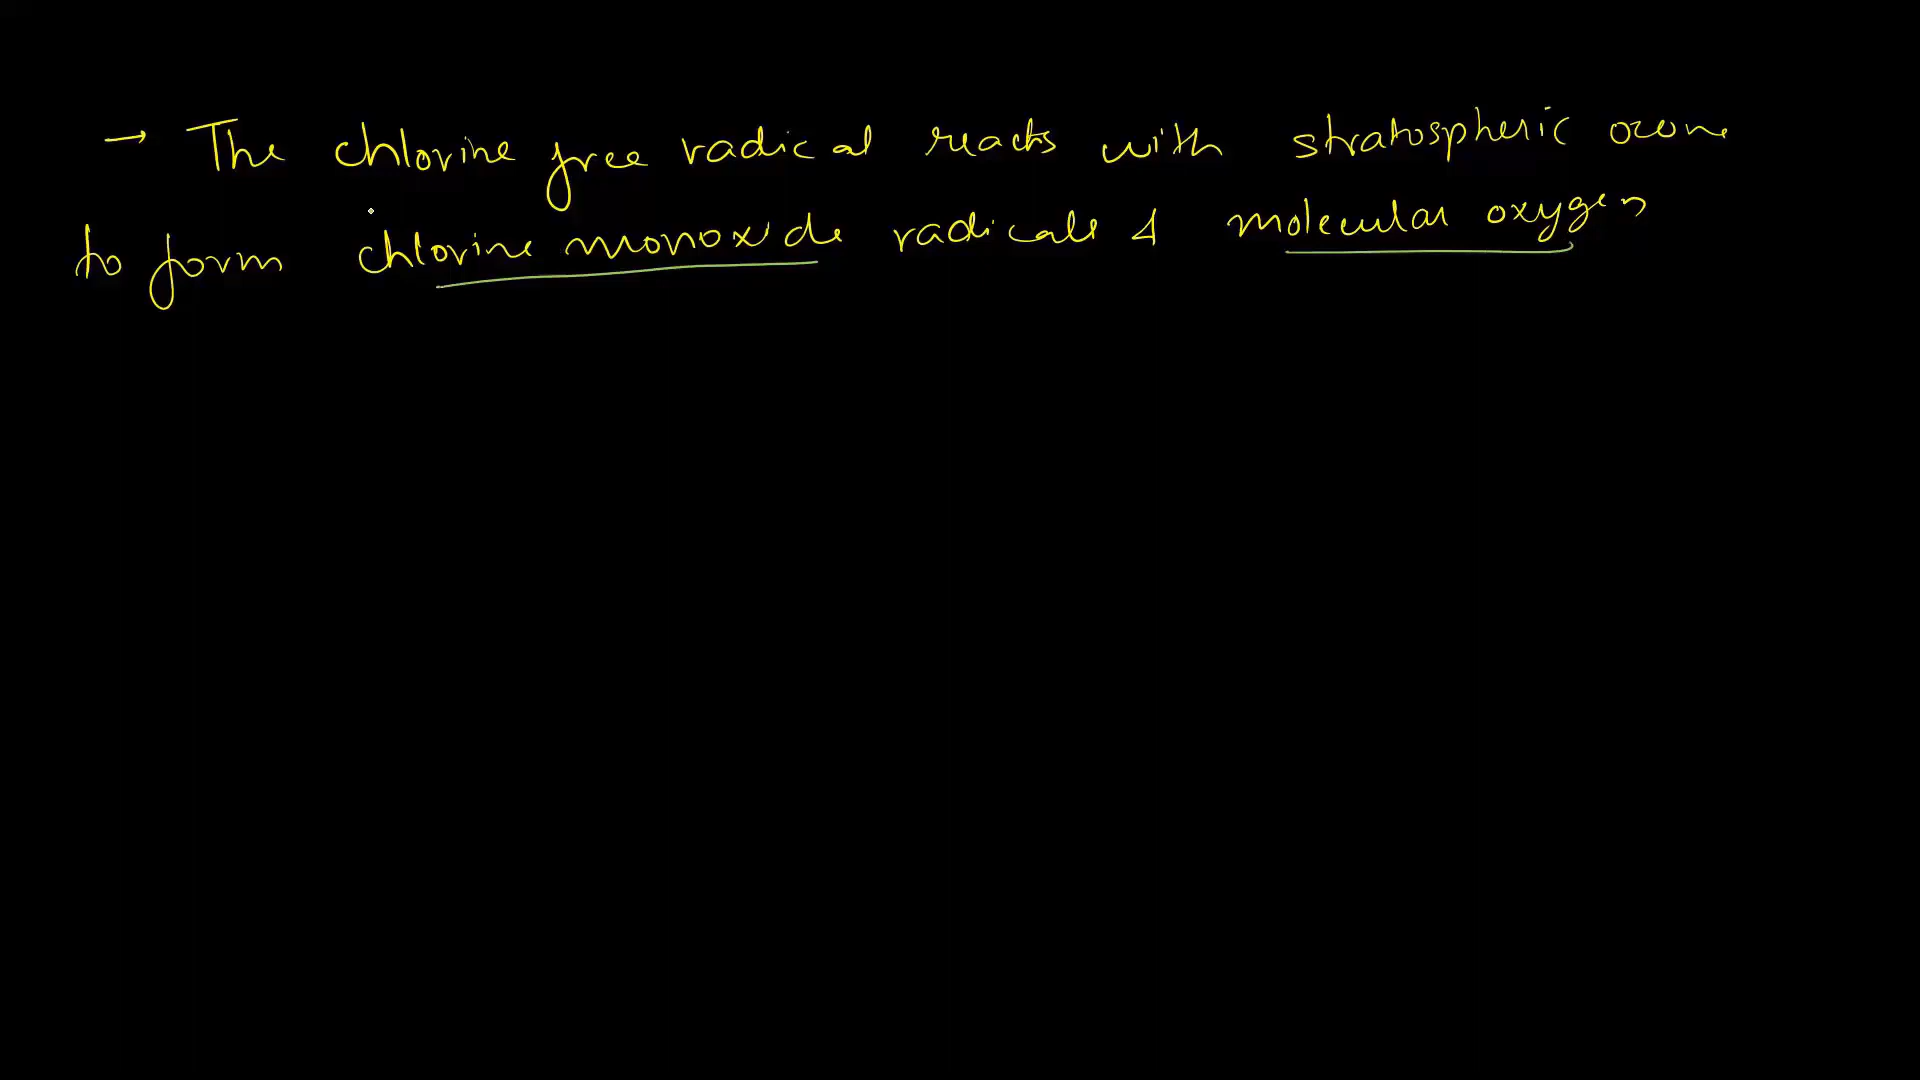 → The chlorine free radical reacts with stratospheric ozone
to form chlorine monoxide radicals & molecular oxygen